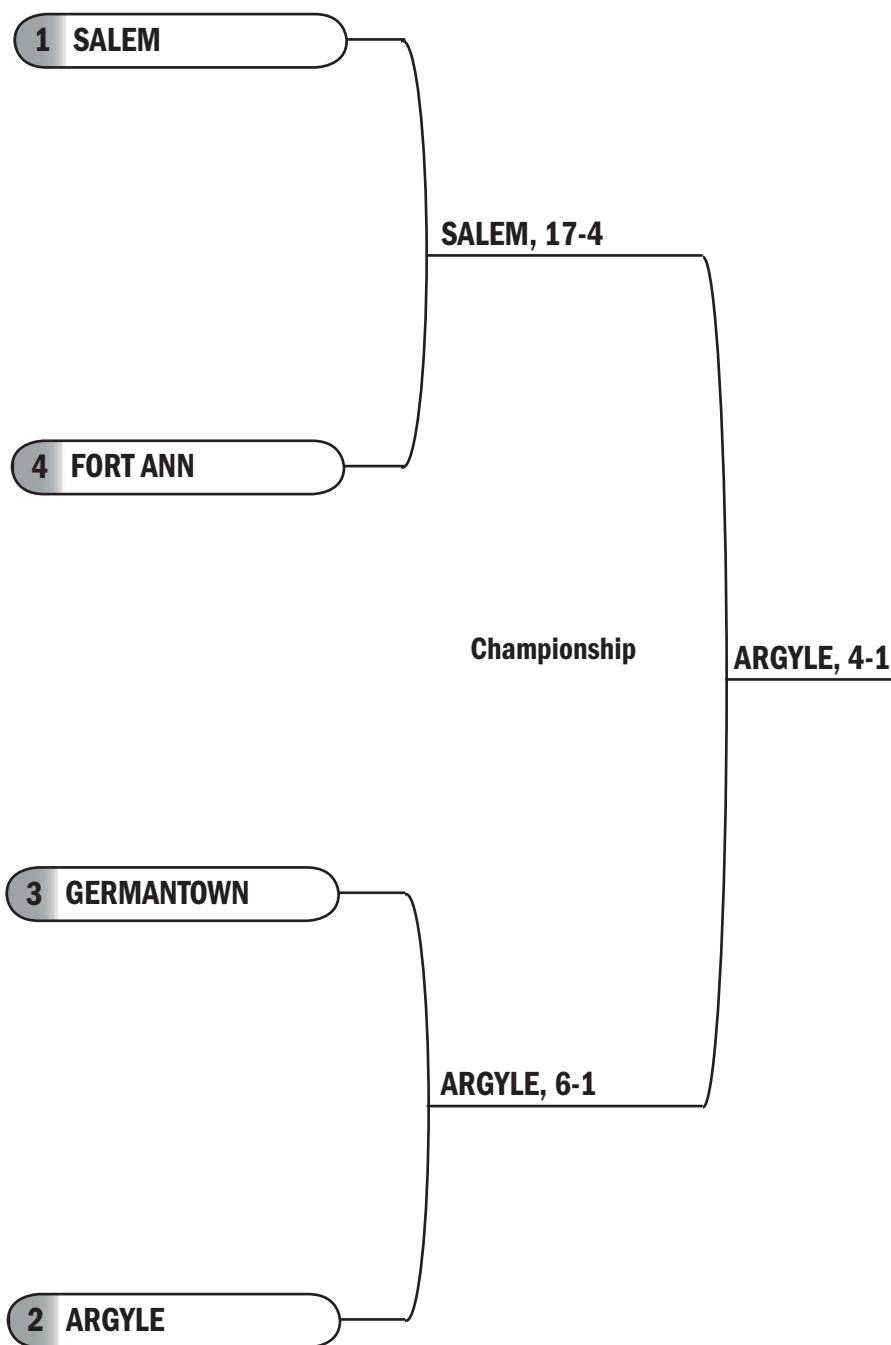 1 SALEM
SALEM, 17-4
4 FORT ANN
Championship
ARGYLE, 4-1
3 GERMANTOWN
ARGYLE, 6-1
2 ARGYLE